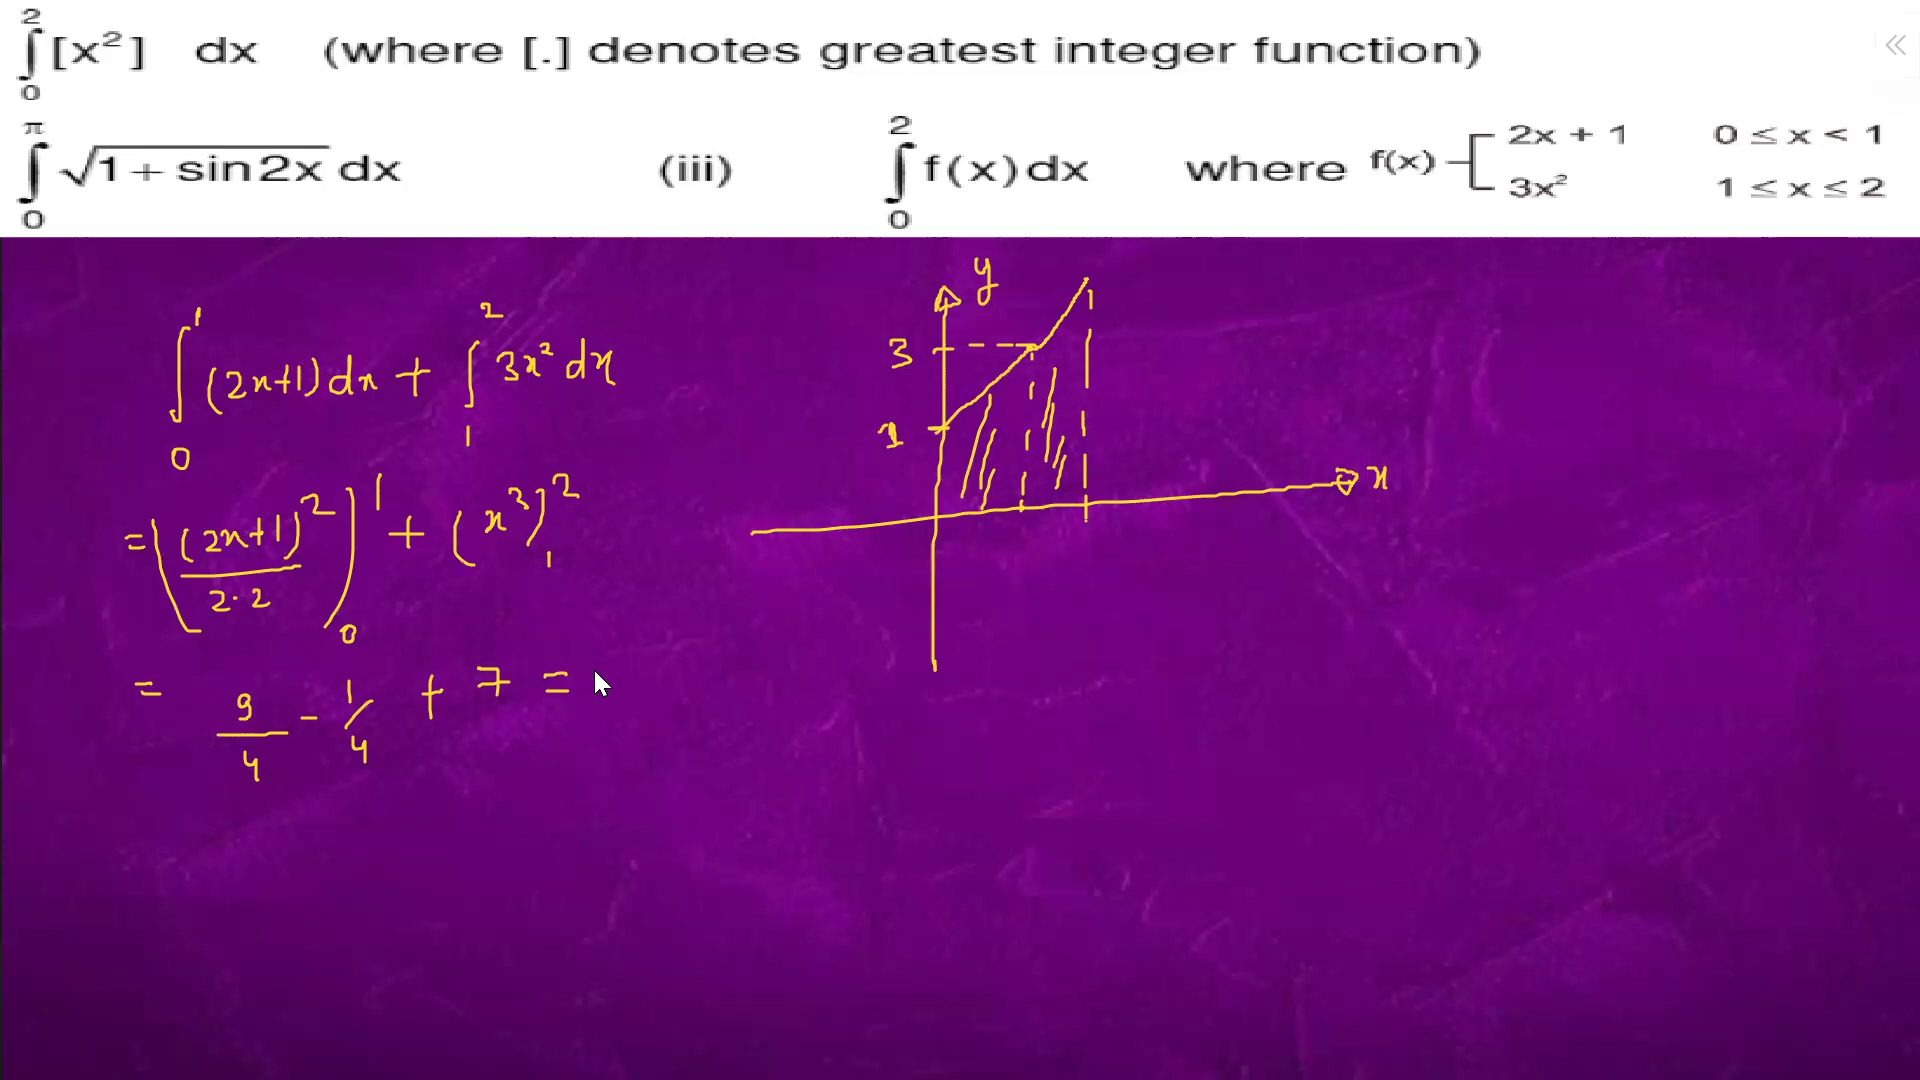 ∫₀² [x²] dx (where [.] denotes greatest integer function)
∫₀^π √(1 + sin 2x) dx (iii) ∫₀² f(x) dx where f(x) [ 2x + 1 0 ≤ x < 1
3x² 1 ≤ x ≤ 2
∫₀¹ (2x+1) dx + ∫₁² 3x² dx
= ((2x+1)²/2·2)₀¹ + (x³)₁²
= 9/4 - 1/4 + 7 =
y
3
1
x